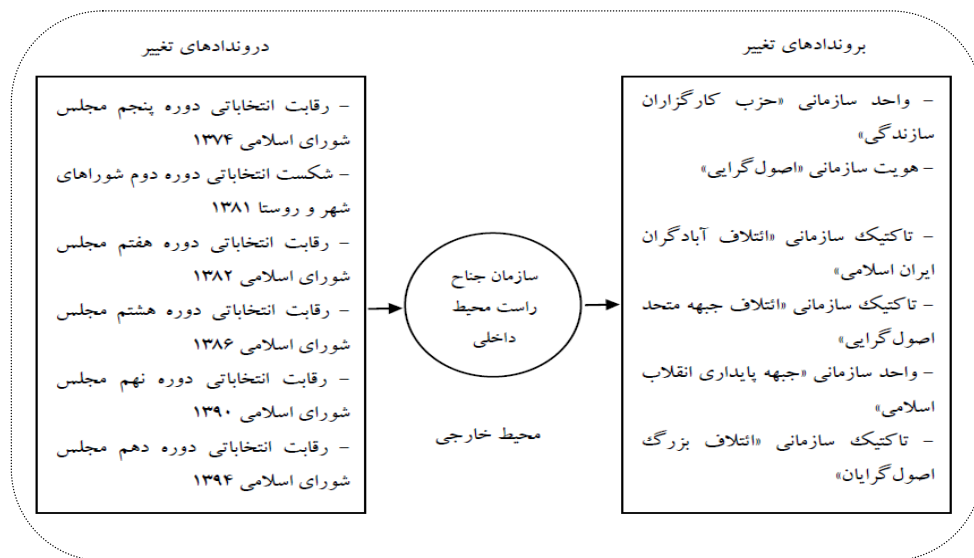 دروندادهای تغییر
– رقابت انتخاباتی دوره پنجم مجلس
شورای اسلامی ۱۳۷۴
– شکست انتخاباتی دوره دوم شوراهای
شهر و روستا ۱۳۸۱
– رقابت انتخاباتی دوره هفتم مجلس
شورای اسلامی ۱۳۸۲
– رقابت انتخاباتی دوره هشتم مجلس
شورای اسلامی ۱۳۸۶
– رقابت انتخاباتی دوره نهم مجلس
شورای اسلامی ۱۳۹۰
– رقابت انتخاباتی دوره دهم مجلس
شورای اسلامی ۱۳۹۴
سازمان جناح
راست محیط
داخلی
محیط خارجی
بروندادهای تغییر
– واحد سازمانی «حزب کارگزاران
سازندگی»
– هویت سازمانی «اصول‌گرایی»
– تاکتیک سازمانی «ائتلاف آبادگران
ایران اسلامی»
– تاکتیک سازمانی «ائتلاف جبهه متحد
اصول‌گرایی»
– واحد سازمانی «جبهه پایداری انقلاب
اسلامی»
– تاکتیک سازمانی «ائتلاف بزرگ
اصول‌گرایان»